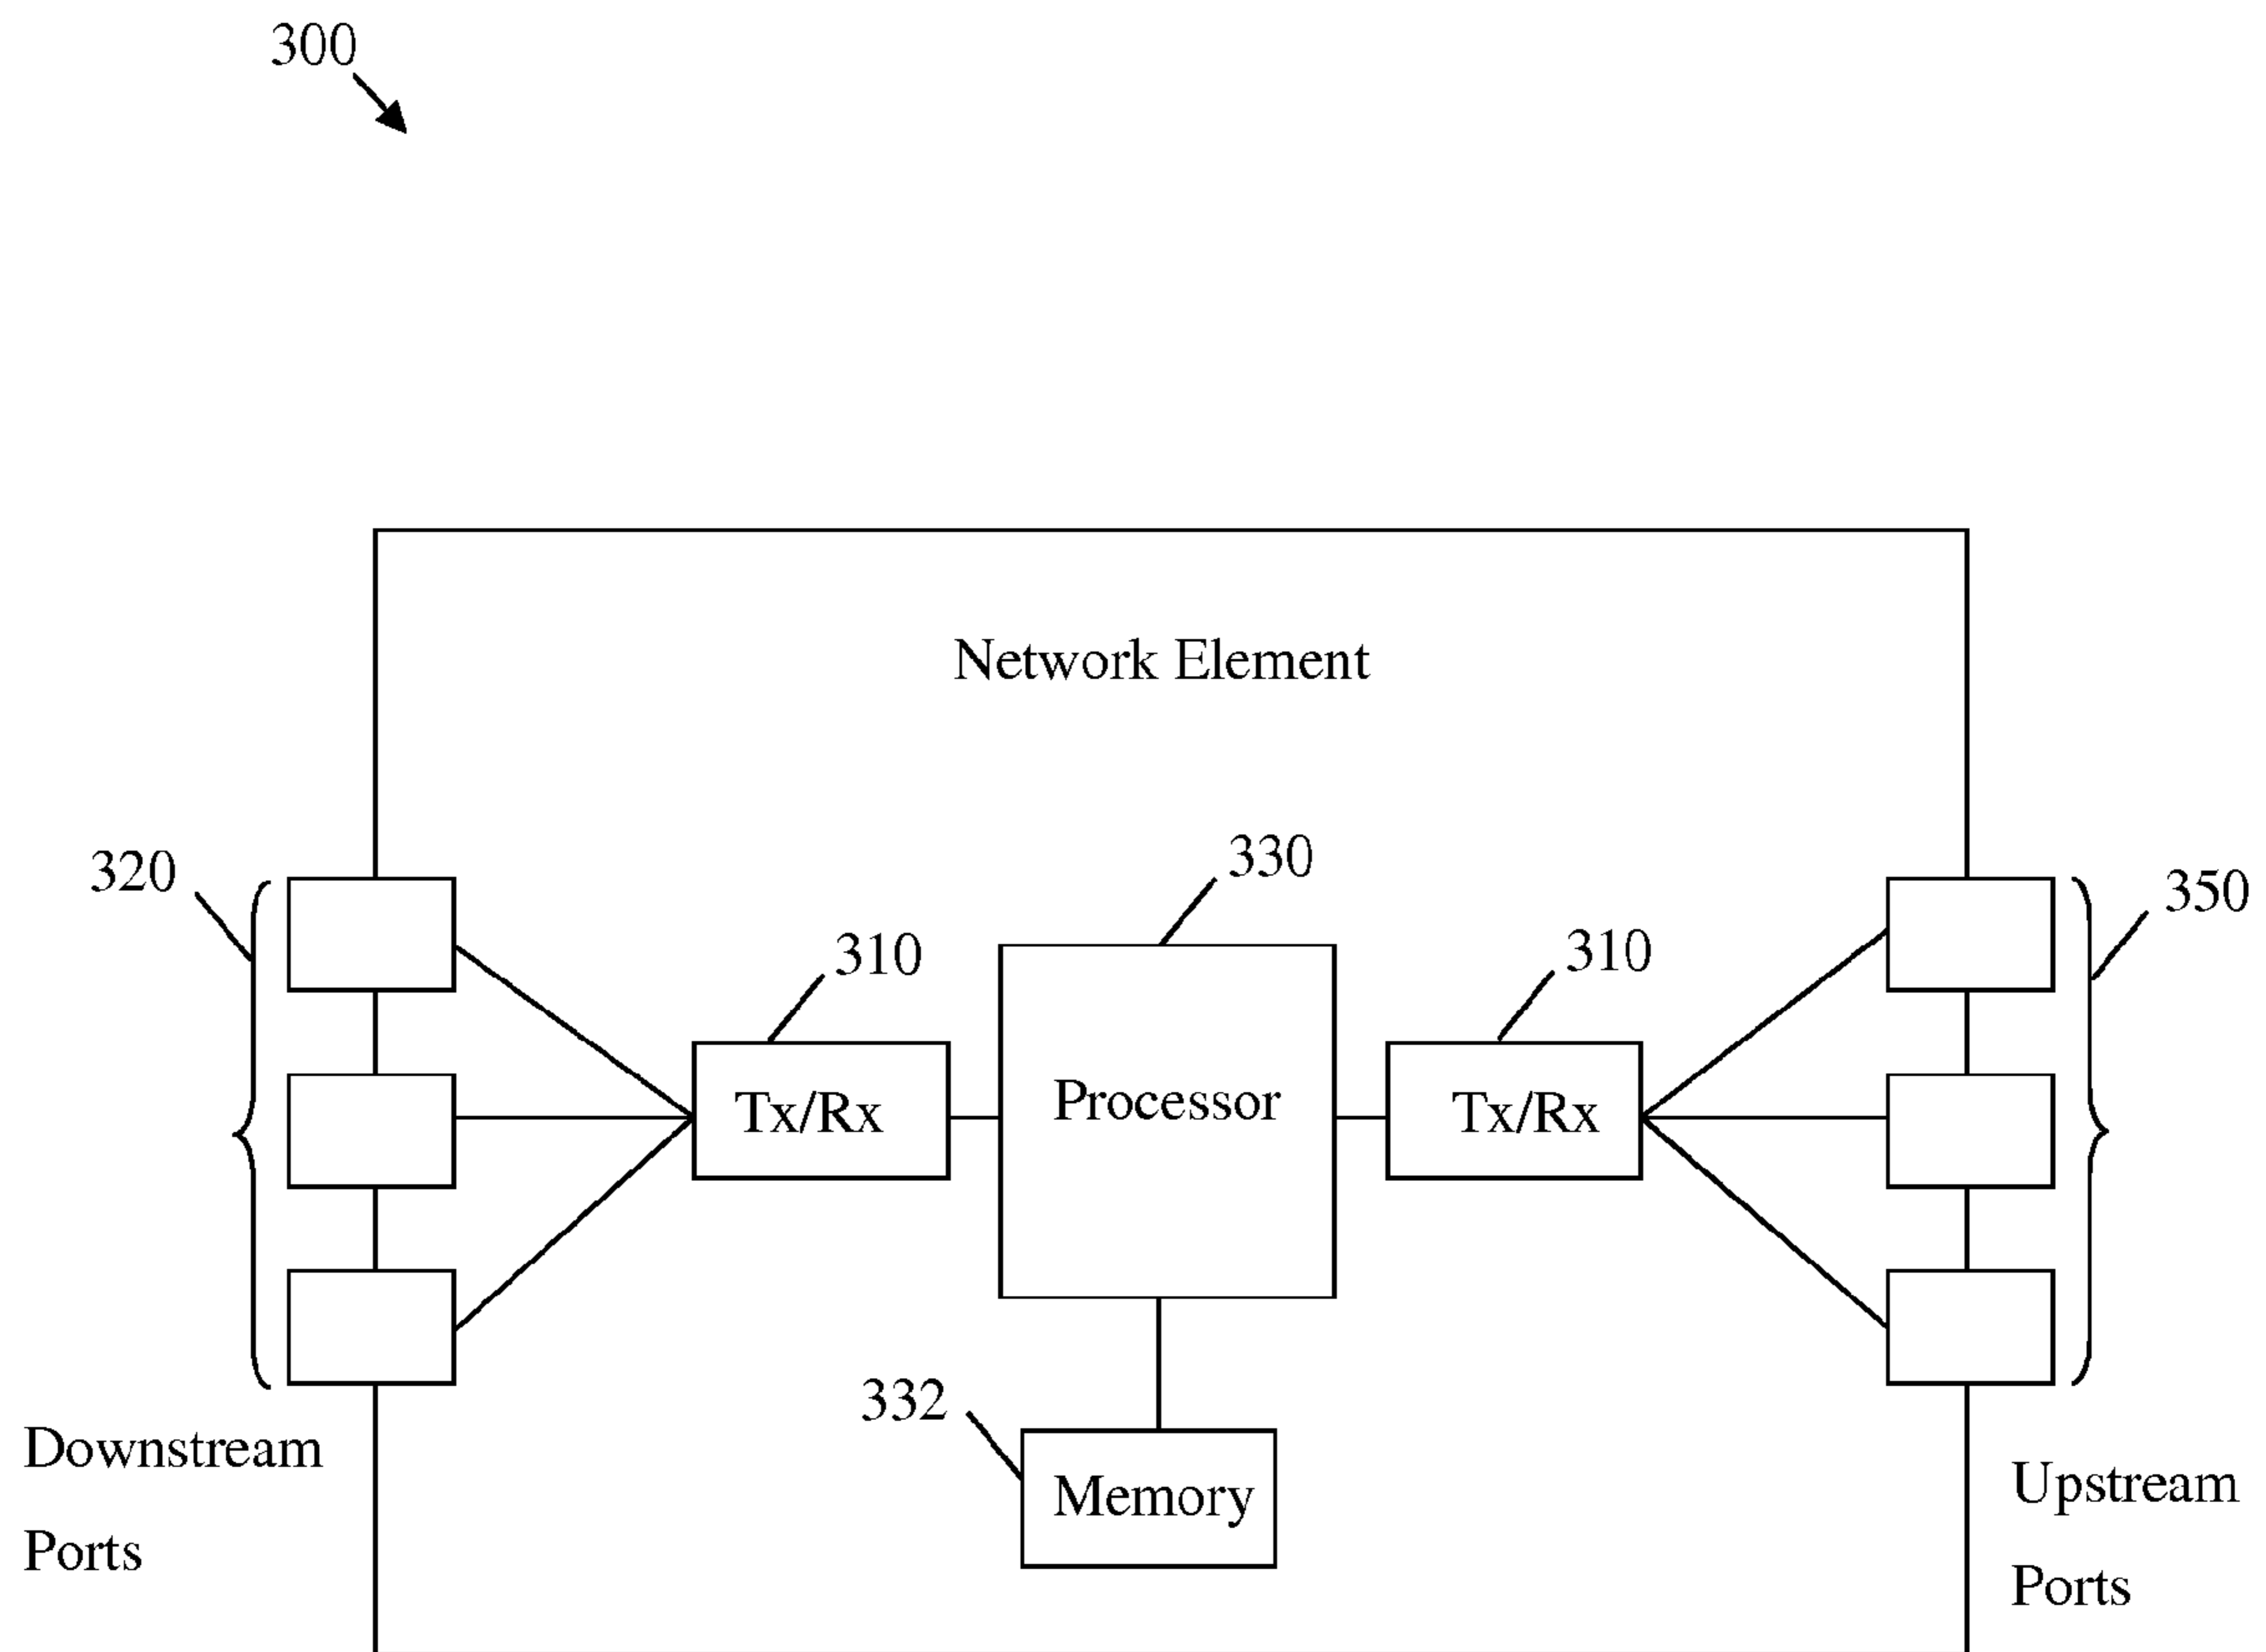 300
Network Element
320
330
350
310
310
Tx/Rx
Processor
Tx/Rx
332
Memory
Downstream
Ports
Upstream
Ports